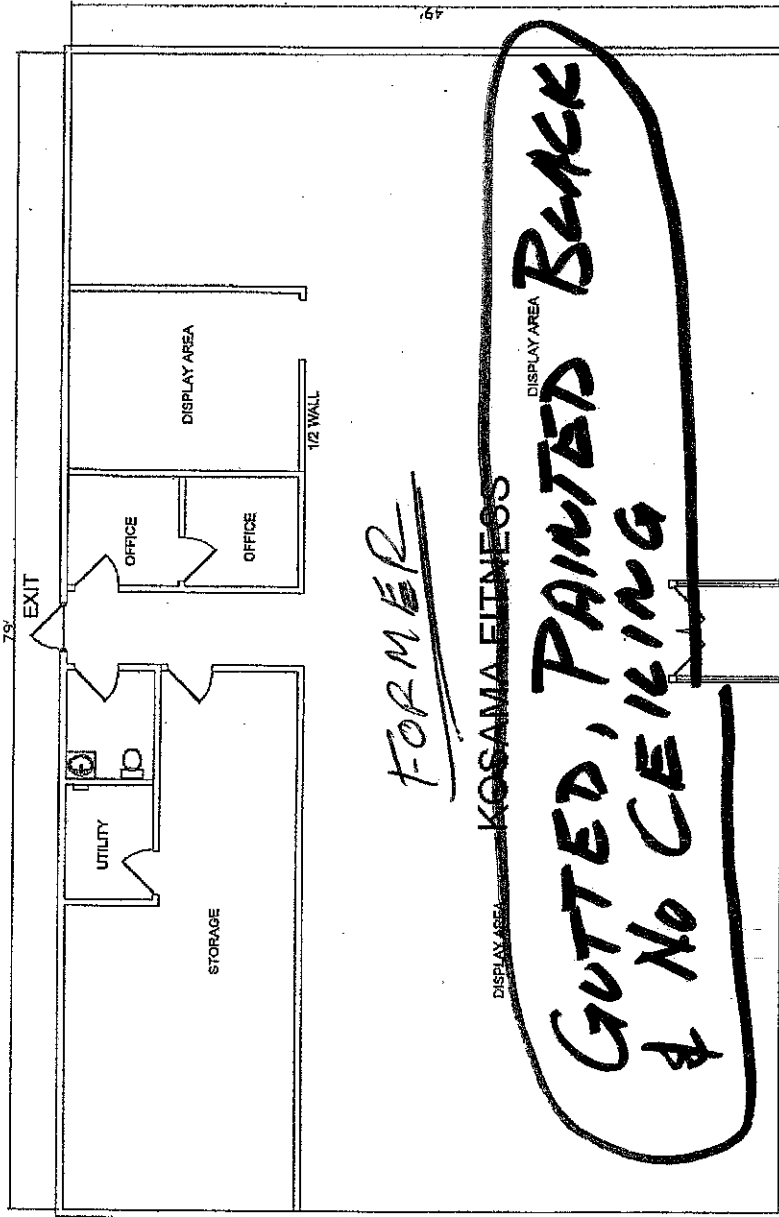 79'
49'
EXIT
UTILITY
OFFICE
DISPLAY AREA
OFFICE
STORAGE
1/2 WALL
FORMER
KOSAMA FITNESS
DISPLAY AREA
DISPLAY AREA
GUTTED, PAINTED BLACK
& NO CEILING